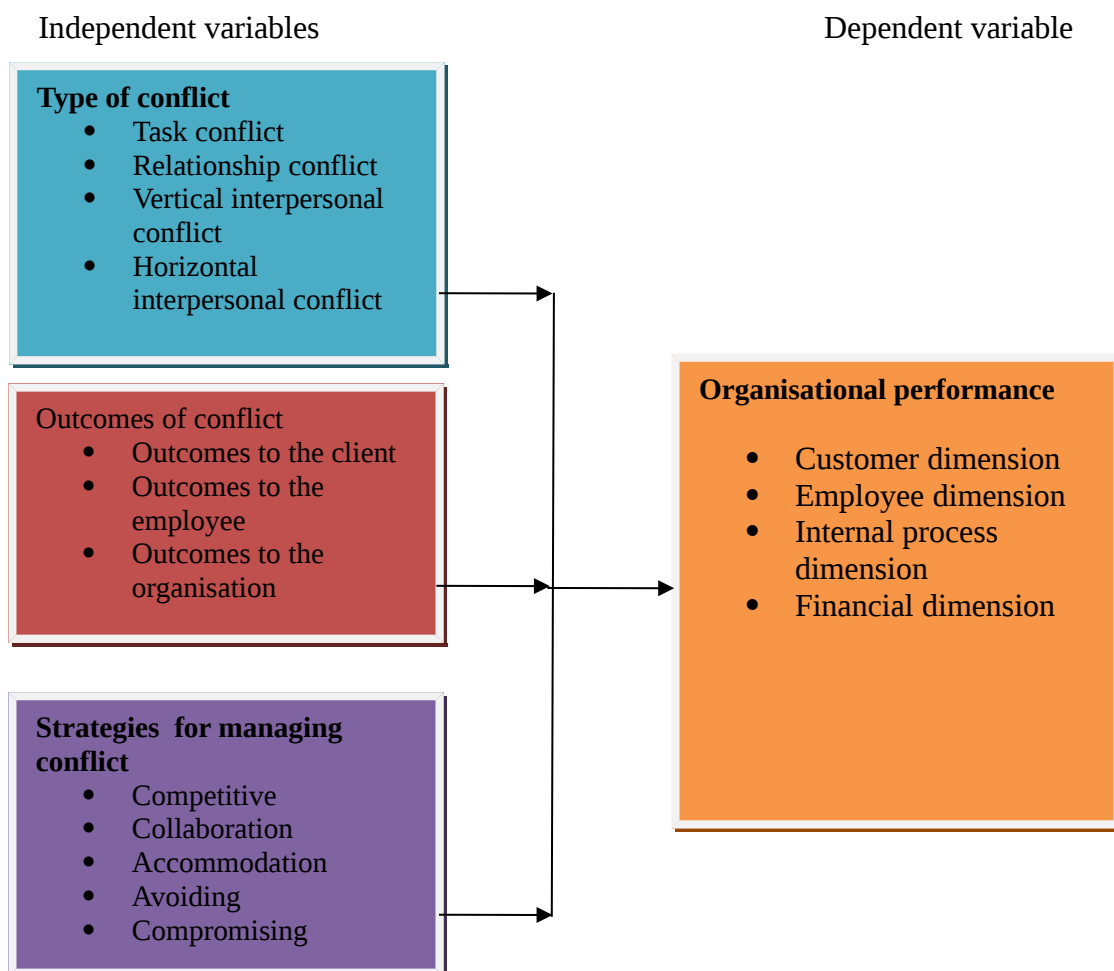 Independent variables
Dependent variable
Type of conflict
• Task conflict
• Relationship conflict
• Vertical interpersonal
conflict
• Horizontal
interpersonal conflict
Outcomes of conflict
• Outcomes to the client
• Outcomes to the
employee
• Outcomes to the
organisation
Strategies  for managing
conflict
• Competitive
• Collaboration
• Accommodation
• Avoiding
• Compromising
Organisational performance
• Customer dimension
• Employee dimension
• Internal process
dimension
• Financial dimension